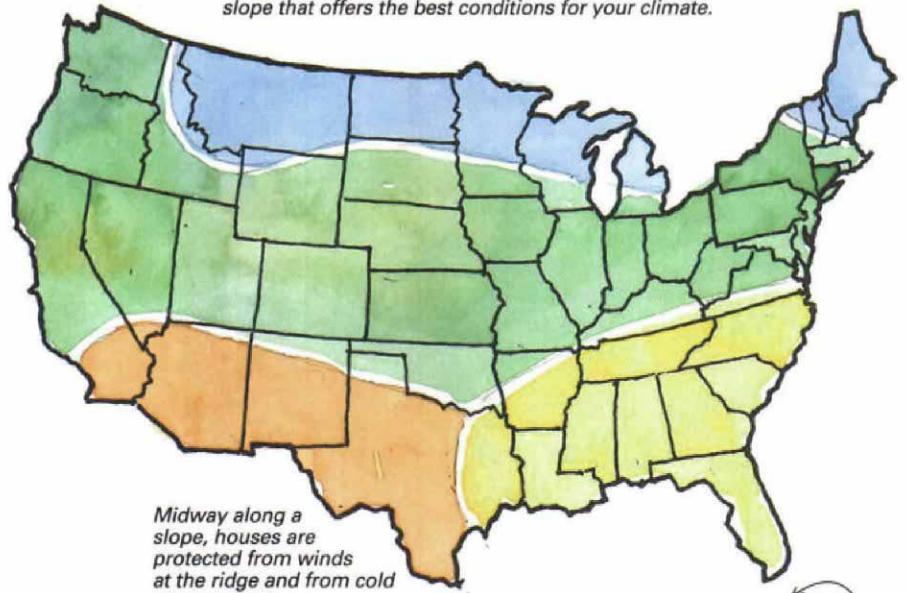 slope that offers the best conditions for your climate.
Midway along a
slope, houses are
protected from winds
at the ridge and from cold